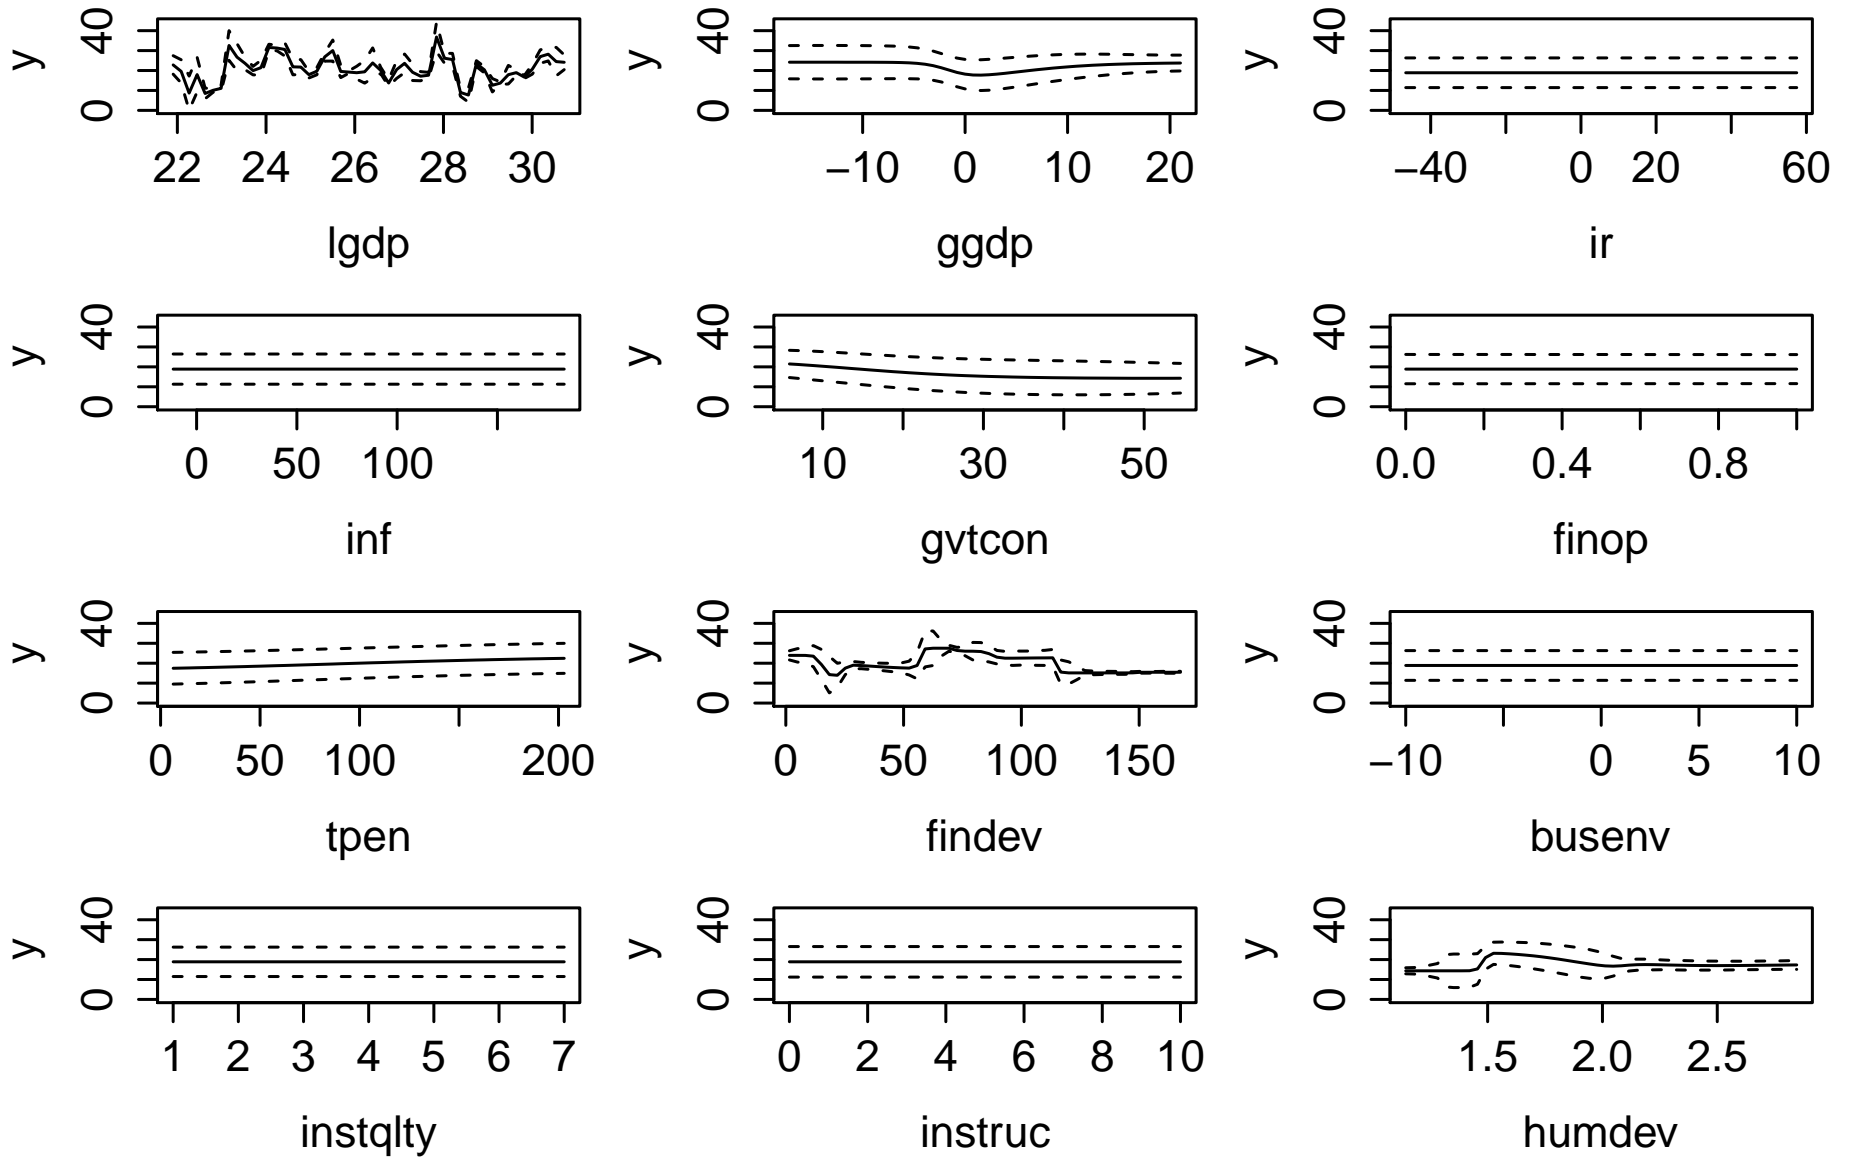 y 0 40
22 24 26 28 30
lgdp
y 0 40
−10 0 10 20
ggdp
y 0 40
−40 0 20 60
ir
y 0 40
0 50 100
inf
y 0 40
10 30 50
gvtcon
y 0 40
0.0 0.4 0.8
finop
y 0 40
0 50 100 200
tpen
y 0 40
0 50 100 150
findev
y 0 40
−10 0 5 10
busenv
y 0 40
1 2 3 4 5 6 7
instqlty
y 0 40
0 2 4 6 8 10
instruc
y 0 40
1.5 2.0 2.5
humdev